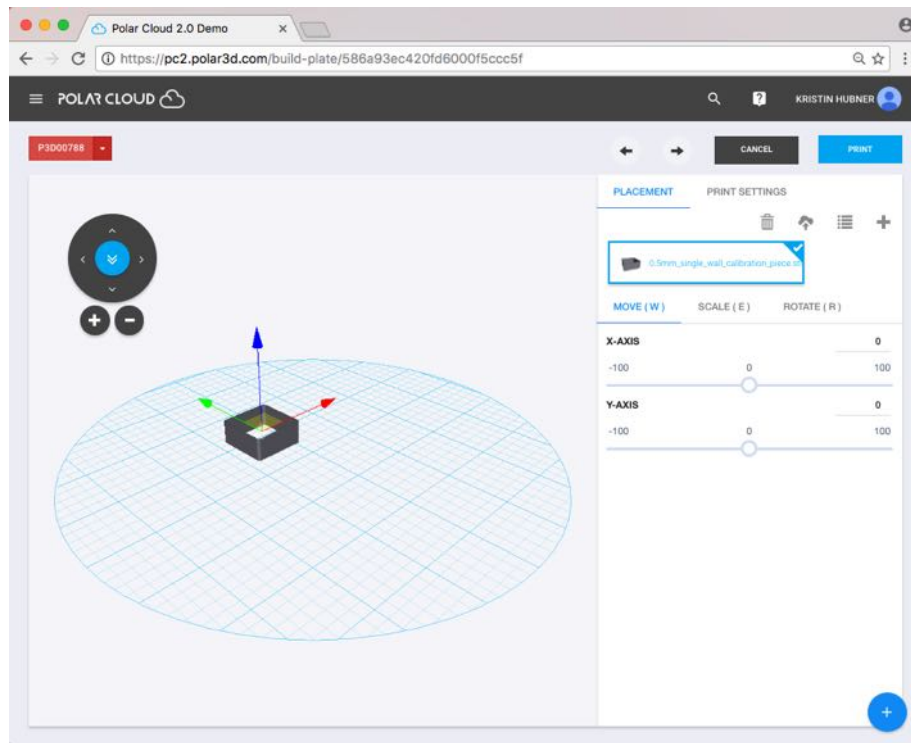 Polar Cloud 2.0 Demo
https://pc2.polar3d.com/build-plate/586a93ec420fd6000f5ccc5f
POLAR CLOUD
KRISTIN HUBNER
P3D00788
CANCEL
PRINT
PLACEMENT
PRINT SETTINGS
0.5mm_single_wall_calibration_piece.st
MOVE ( W )
SCALE ( E )
ROTATE ( R )
X-AXIS
0
-100
0
100
Y-AXIS
0
-100
0
100